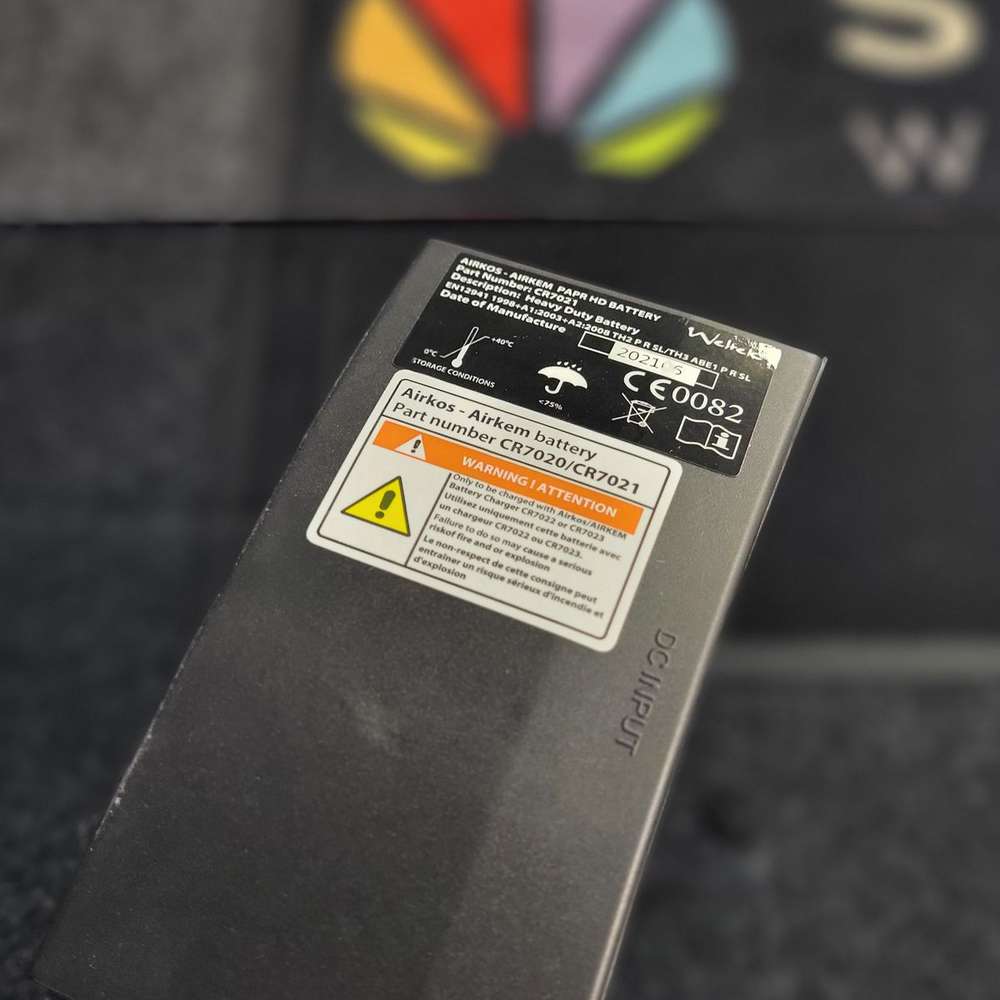 S
W
AIRKOS - AIRKEM PAPR HD BATTERY
Part Number: CR7021
Description: Heavy Duty Battery
EN12941 1998+A1:2003+A2:2008 TH2 P R SL/TH3 ABE1 P R SL
Date of Manufacture
0°C
+40°C
STORAGE CONDITIONS
<75%
CE0082
Airkos - Airkem battery
Part number CR7020/CR7021
WARNING ! ATTENTION
Only to be charged with Airkos/AIRKEM
Battery Charger CR7022 or CR7023
Utilisez uniquement cette batterie avec
un chargeur CR7022 ou CR7023.
Failure to do so may cause a serious
riskof fire and or explosion
Le non-respect de cette consigne peut
entraîner un risque sérieux d'incendie et
d'explosion
DC INPUT